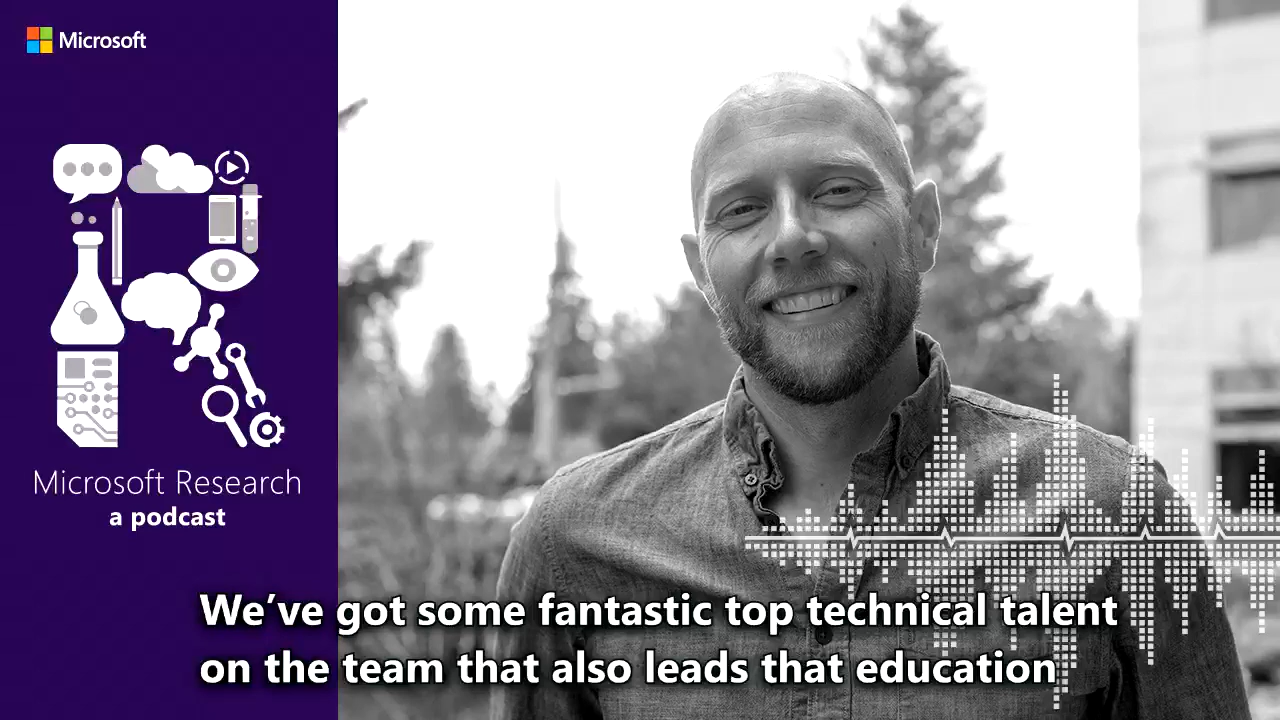 Microsoft
Microsoft Research
a podcast
We’ve got some fantastic top technical talent
on the team that also leads that education